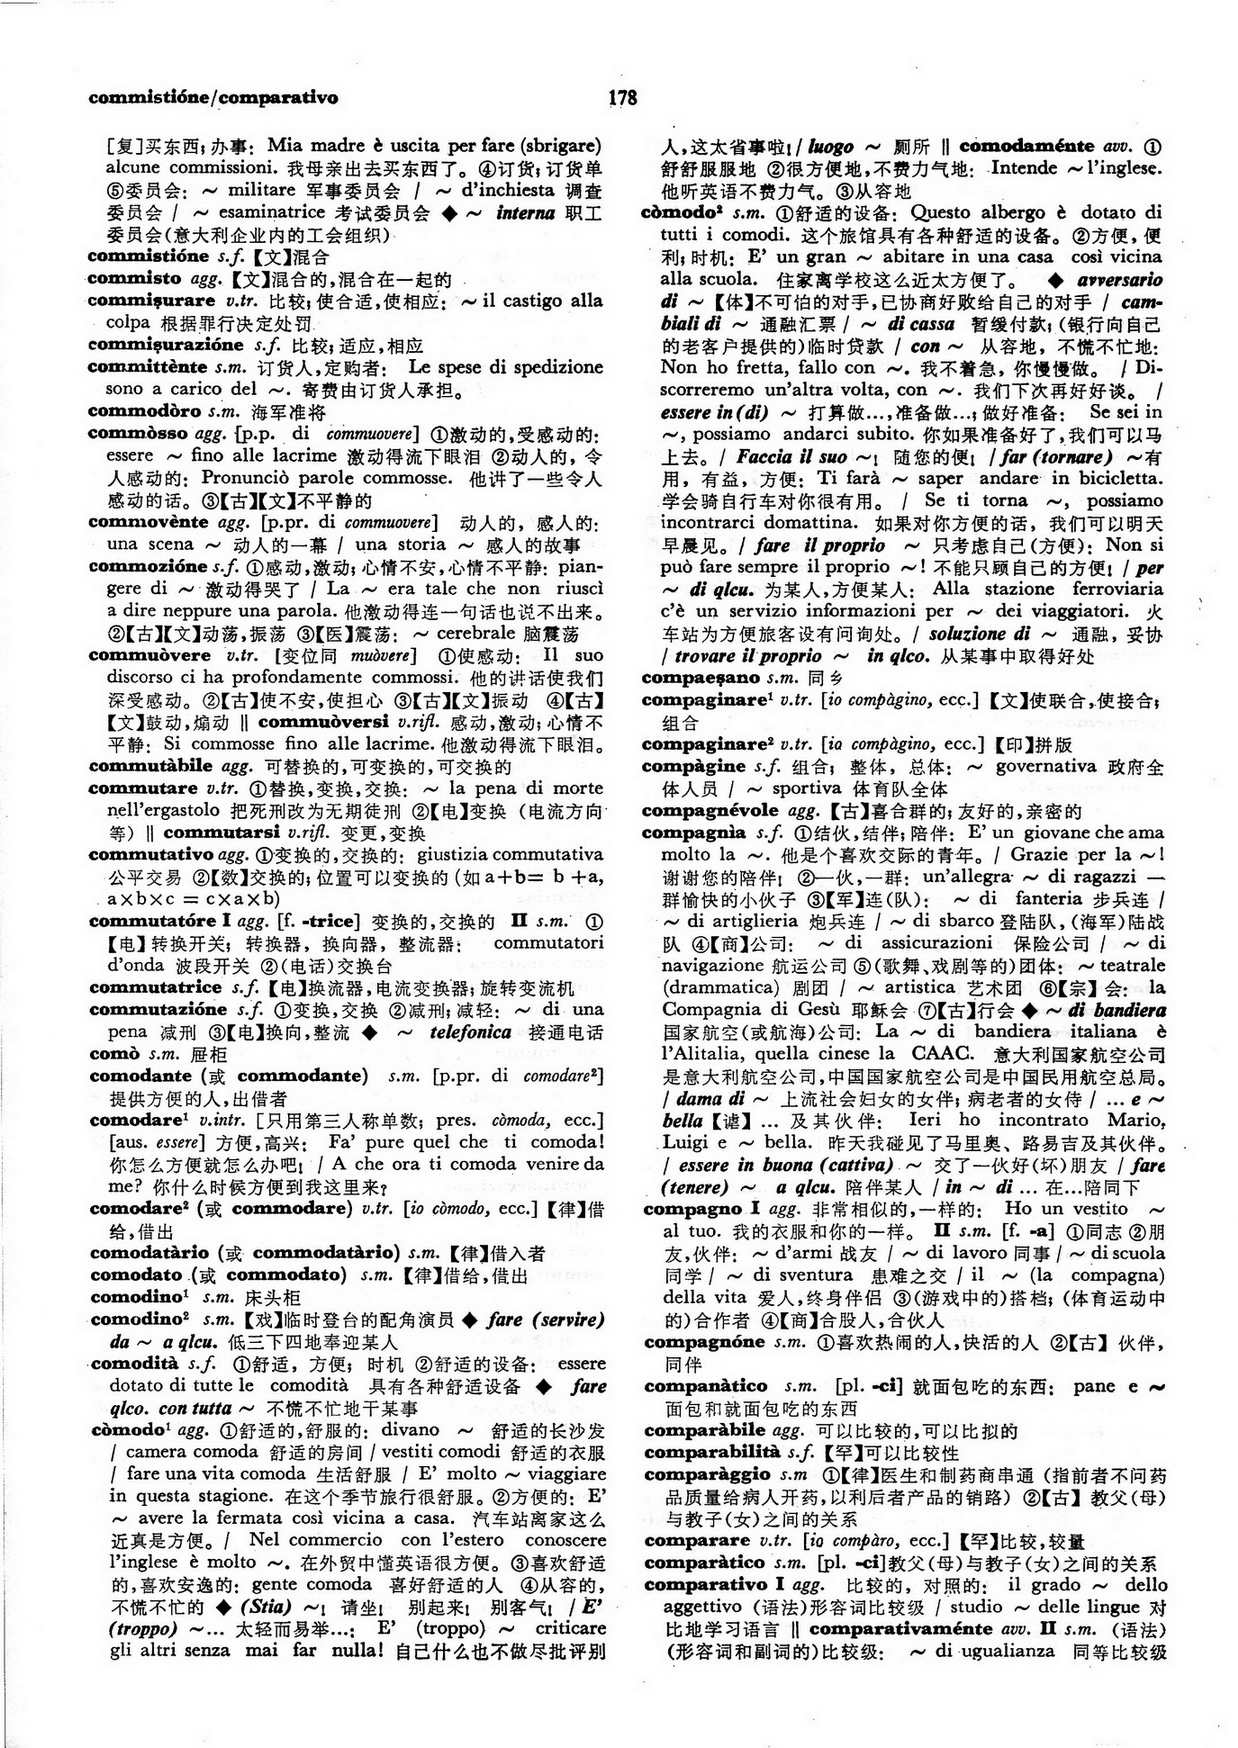 commistióne/comparativo
178
[复]买东西;办事: Mia madre è uscita per fare (sbrigare)
alcune commissioni. 我母亲出去买东西了。④订货;订货单
⑤委员会: ~ militare 军事委员会 / ~ d'inchiesta 调查
委员会 / ~ esaminatrice 考试委员会 ◆ ~ interna 职工
委员会(意大利企业内的工会组织)
commistióne s.f. 【文】混合
commisto agg. 【文】混合的,混合在一起的
commiṣurare v.tr. 比较;使合适,使相应: ~ il castigo alla
colpa 根据罪行决定处罚
commiṣurazióne s.f. 比较;适应,相应
committènte s.m. 订货人,定购者: Le spese di spedizione
sono a carico del ~. 寄费由订货人承担。
commodòro s.m. 海军准将
commòsso agg. [p.p. di commuovere] ①激动的,受感动的:
essere ~ fino alle lacrime 激动得流下眼泪 ②动人的, 令
人感动的: Pronunciò parole commosse. 他讲了一些令人
感动的话。③【古】【文】不平静的
commovènte agg. [p.pr. di commuovere] 动人的, 感人的:
una scena ~ 动人的一幕 / una storia ~ 感人的故事
commozióne s.f. ①感动,激动;心情不安,心情不平静: pian-
gere di ~ 激动得哭了 / La ~ era tale che non riuscì
a dire neppure una parola. 他激动得连一句话也说不出来。
②【古】【文】动荡,振荡 ③【医】震荡: ~ cerebrale 脑震荡
commuòvere v.tr. [变位同 muòvere] ①使感动: Il suo
discorso ci ha profondamente commossi. 他的讲话使我们
深受感动。②【古】使不安,使担心 ③【古】【文】振动 ④【古】
【文】鼓动,煽动 ‖ commuòversi v.rifl. 感动,激动;心情不
平静: Si commosse fino alle lacrime. 他激动得流下眼泪。
commutàbile agg. 可替换的,可变换的,可交换的
commutare v.tr. ①替换,变换,交换: ~ la pena di morte
nell'ergastolo 把死刑改为无期徒刑 ②【电】变换 (电流方向
等) ‖ commutarsi v.rifl. 变更,变换
commutativo agg. ①变换的,交换的: giustizia commutativa
公平交易 ②【数】交换的;位置可以变换的 (如 a+b= b +a,
a×b×c = c×a×b)
commutatóre I agg. [f. -trice] 变换的,交换的 II s.m. ①
【电】转换开关; 转换器, 换向器, 整流器: commutatori
d'onda 波段开关 ②(电话)交换台
commutatrice s.f. 【电】换流器,电流变换器;旋转变流机
commutazióne s.f. ①变换,交换 ②减刑;减轻: ~ di una
pena 减刑 ③【电】换向,整流 ◆ ~ telefonica 接通电话
comò s.m. 屉柜
comodante (或 commodante) s.m. [p.pr. di comodare²]
提供方便的人,出借者
comodare¹ v.intr. [只用第三人称单数; pres. còmoda, ecc.]
[aus. essere] 方便,高兴: Fa' pure quel che ti comoda!
你怎么方便就怎么办吧! / A che ora ti comoda venire da
me? 你什么时候方便到我这里来?
comodare² (或 commodare) v.tr. [io còmodo, ecc.] 【律】借
给,借出
comodatàrio (或 commodatàrio) s.m. 【律】借入者
comodato (或 commodato) s.m. 【律】借给,借出
comodino¹ s.m. 床头柜
comodino² s.m. 【戏】临时登台的配角演员 ◆ fare (servire)
da ~ a qlcu. 低三下四地奉迎某人
comodità s.f. ①舒适, 方便; 时机 ②舒适的设备: essere
dotato di tutte le comodità 具有各种舒适设备 ◆ fare
qlco. con tutta ~ 不慌不忙地干某事
còmodo¹ agg. ①舒适的,舒服的: divano ~ 舒适的长沙发
/ camera comoda 舒适的房间 / vestiti comodi 舒适的衣服
/ fare una vita comoda 生活舒服 / E' molto ~ viaggiare
in questa stagione. 在这个季节旅行很舒服。②方便的: E'
~ avere la fermata così vicina a casa. 汽车站离家这么
近真是方便。/ Nel commercio con l'estero conoscere
l'inglese è molto ~. 在外贸中懂英语很方便。③喜欢舒适
的,喜欢安逸的: gente comoda 喜好舒适的人 ④从容的,
不慌不忙的 ◆ (Stia) ~! 请坐! 别起来! 别客气! / E'
(troppo) ~... 太轻而易举...: E' (troppo) ~ criticare
gli altri senza mai far nulla! 自己什么也不做尽批评别
人,这太省事啦! / luogo ~ 厕所 ‖ comodaménte avv. ①
舒舒服服地 ②很方便地,不费力气地: Intende ~ l'inglese.
他听英语不费力气。③从容地
còmodo² s.m. ①舒适的设备: Questo albergo è dotato di
tutti i comodi. 这个旅馆具有各种舒适的设备。②方便, 便
利;时机: E' un gran ~ abitare in una casa così vicina
alla scuola. 住家离学校这么近太方便了。 ◆ avversario
di ~ 【体】不可怕的对手,已协商好败给自己的对手 / cam-
biali di ~ 通融汇票 / ~ di cassa 暂缓付款; (银行向自己
的老客户提供的)临时贷款 / con ~ 从容地, 不慌不忙地:
Non ho fretta, fallo con ~. 我不着急, 你慢慢做。 / Di-
scorreremo un'altra volta, con ~. 我们下次再好好谈。 /
essere in (di) ~ 打算做...,准备做...;做好准备: Se sei in
~, possiamo andarci subito. 你如果准备好了,我们可以马
上去。/ Faccia il suo ~! 随您的便! / far (tornare) ~ 有
用, 有益, 方便: Ti farà ~ saper andare in bicicletta.
学会骑自行车对你很有用。 / Se ti torna ~, possiamo
incontrarci domattina. 如果对你方便的话, 我们可以明天
早晨见。/ fare il proprio ~ 只考虑自己(方便): Non si
può fare sempre il proprio ~! 不能只顾自己的方便! / per
~ di qlcu. 为某人,方便某人: Alla stazione ferroviaria
c'è un servizio informazioni per ~ dei viaggiatori. 火
车站为方便旅客设有问询处。/ soluzione di ~ 通融, 妥协
/ trovare il proprio ~ in qlco. 从某事中取得好处
compaeṣano s.m. 同乡
compaginare¹ v.tr. [io compàgino, ecc.] 【文】使联合,使接合;
组合
compaginare² v.tr. [io compàgino, ecc.] 【印】拼版
compàgine s.f. 组合; 整体, 总体: ~ governativa 政府全
体人员 / ~ sportiva 体育队全体
compagnévole agg. 【古】喜合群的; 友好的, 亲密的
compagnìa s.f. ①结伙,结伴;陪伴: E' un giovane che ama
molto la ~. 他是个喜欢交际的青年。/ Grazie per la ~!
谢谢您的陪伴! ②一伙,一群: un'allegra ~ di ragazzi 一
群愉快的小伙子 ③【军】连(队): ~ di fanteria 步兵连 /
~ di artiglieria 炮兵连 / ~ di sbarco 登陆队, (海军)陆战
队 ④【商】公司: ~ di assicurazioni 保险公司 / ~ di
navigazione 航运公司 ⑤(歌舞、戏剧等的)团体: ~ teatrale
(drammatica) 剧团 / ~ artistica 艺术团 ⑥【宗】会: la
Compagnia di Gesù 耶稣会 ⑦【古】行会 ◆ ~ di bandiera
国家航空(或航海)公司: La ~ di bandiera italiana è
l'Alitalia, quella cinese la CAAC. 意大利国家航空公司
是意大利航空公司,中国国家航空公司是中国民用航空总局。
/ dama di ~ 上流社会妇女的女伴; 病老者的女侍 / ... e ~
bella 【谑】... 及其伙伴: Ieri ho incontrato Mario,
Luigi e ~ bella. 昨天我碰见了马里奥、路易吉及其伙伴。
/ essere in buona (cattiva) ~ 交了一伙好(坏)朋友 / fare
(tenere) ~ a qlcu. 陪伴某人 / in ~ di ... 在...陪同下
compagno I agg. 非常相似的,一样的: Ho un vestito ~
al tuo. 我的衣服和你的一样。 II s.m. [f. -a] ①同志 ②朋
友,伙伴: ~ d'armi 战友 / ~ di lavoro 同事 / ~ di scuola
同学 / ~ di sventura 患难之交 / il ~ (la compagna)
della vita 爱人,终身伴侣 ③(游戏中的)搭档; (体育运动中
的)合作者 ④【商】合股人,合伙人
compagnóne s.m. ①喜欢热闹的人,快活的人 ②【古】 伙伴,
同伴
companàtico s.m. [pl. -ci] 就面包吃的东西: pane e ~
面包和就面包吃的东西
comparàbile agg. 可以比较的,可以比拟的
comparabilità s.f. 【罕】可以比较性
comparàggio s.m ①【律】医生和制药商串通 (指前者不问药
品质量给病人开药,以利后者产品的销路) ②【古】 教父(母)
与教子(女)之间的关系
comparare v.tr. [io compàro, ecc.] 【罕】比较,较量
comparàtico s.m. [pl. -ci] 教父(母)与教子(女)之间的关系
comparativo I agg. 比较的, 对照的: il grado ~ dello
aggettivo (语法)形容词比较级 / studio ~ delle lingue 对
比地学习语言 ‖ comparativaménte avv. II s.m. (语法)
(形容词和副词的)比较级: ~ di ugualianza 同等比较级